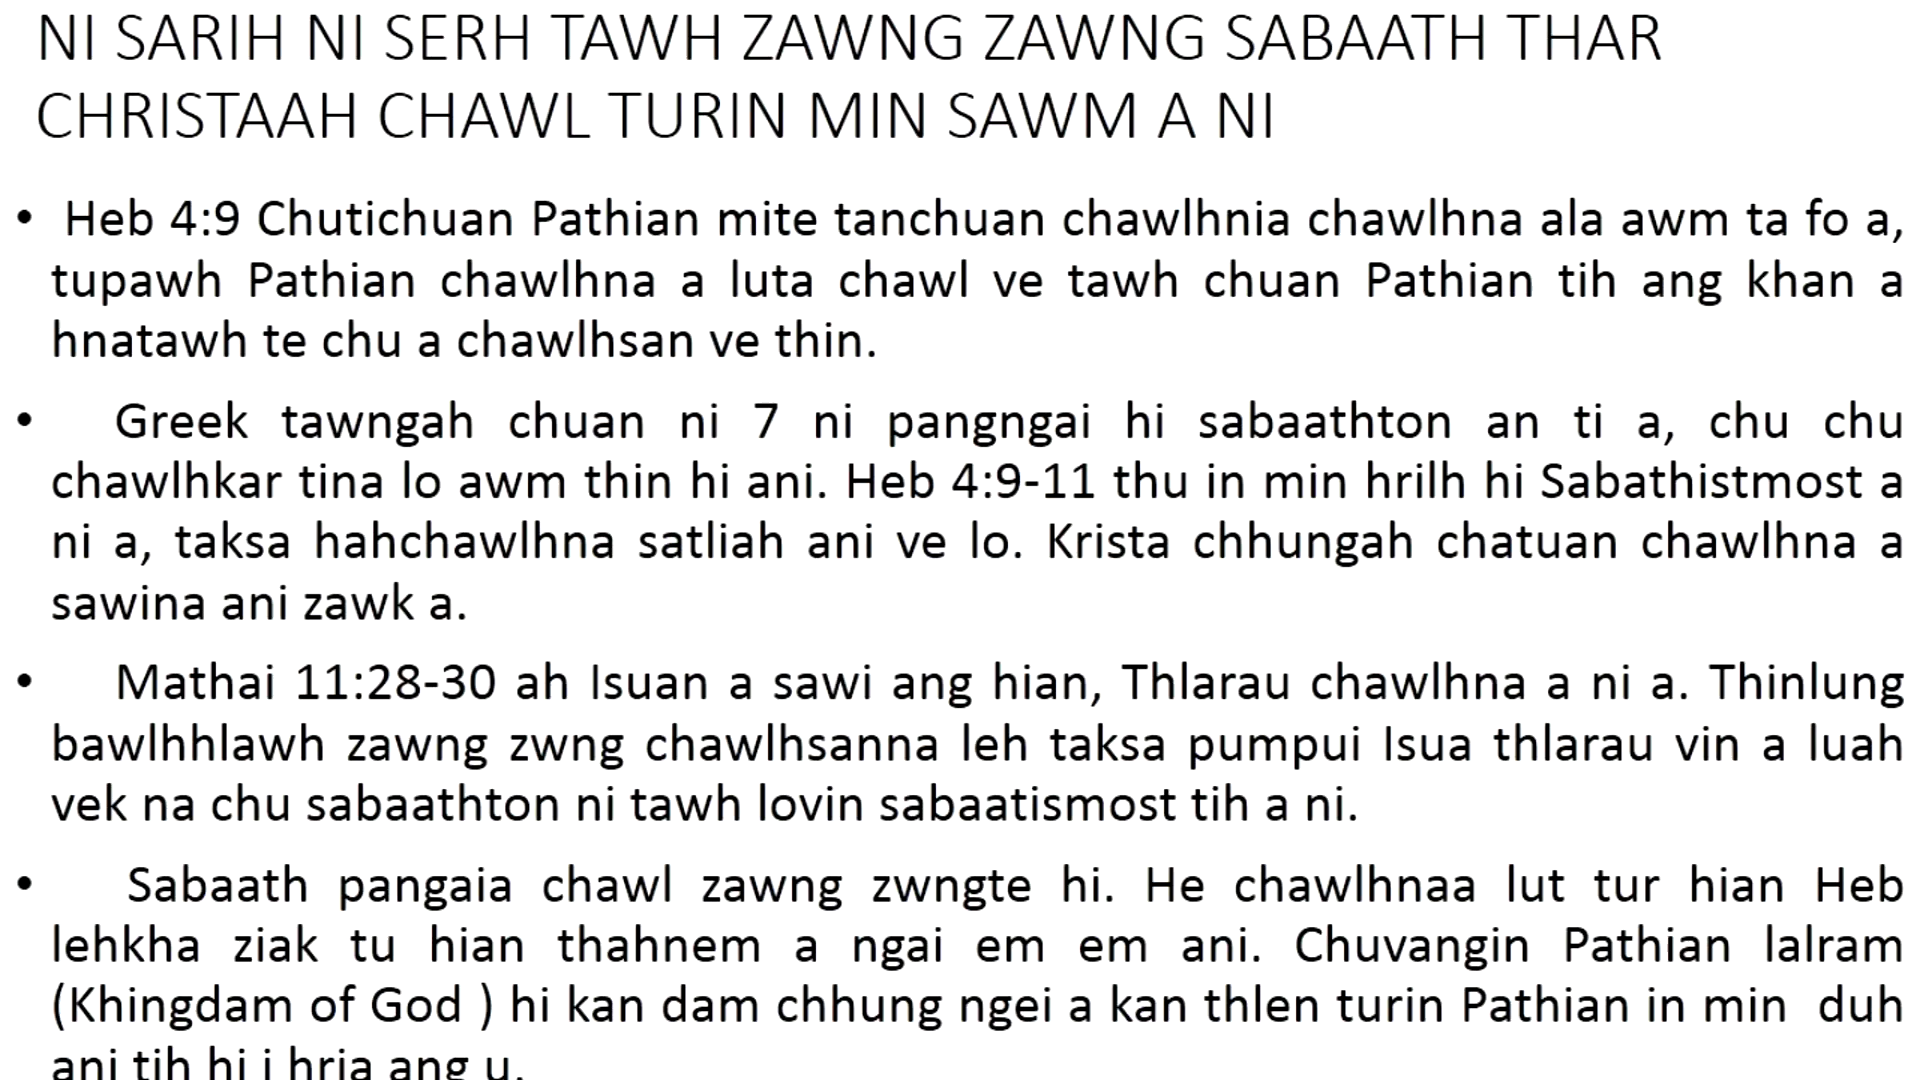 NI SARIH NI SERH TAWH ZAWNG ZAWNG SABAATH THAR
CHRISTAAH CHAWL TURIN MIN SAWM A NI
• Heb 4:9 Chutichuan Pathian mite tanchuan chawlhnia chawlhna ala awm ta fo a,
tupawh Pathian chawlhna a luta chawl ve tawh chuan Pathian tih ang khan a
hnatawh te chu a chawlhsan ve thin.
• Greek tawngah chuan ni 7 ni pangngai hi sabaathton an ti a, chu chu
chawlhkar tina lo awm thin hi ani. Heb 4:9-11 thu in min hrilh hi Sabathistmost a
ni a, taksa hahchawlhna satliah ani ve lo. Krista chhungah chatuan chawlhna a
sawina ani zawk a.
• Mathai 11:28-30 ah Isuan a sawi ang hian, Thlarau chawlhna a ni a. Thinlung
bawlhhlawh zawng zwng chawlhsanna leh taksa pumpui Isua thlarau vin a luah
vek na chu sabaathton ni tawh lovin sabaatismost tih a ni.
• Sabaath pangaia chawl zawng zwngte hi. He chawlhnaa lut tur hian Heb
lehkha ziak tu hian thahnem a ngai em em ani. Chuvangin Pathian lalram
(Khingdam of God ) hi kan dam chhung ngei a kan thlen turin Pathian in min duh
ani tih hi i hria ang u.